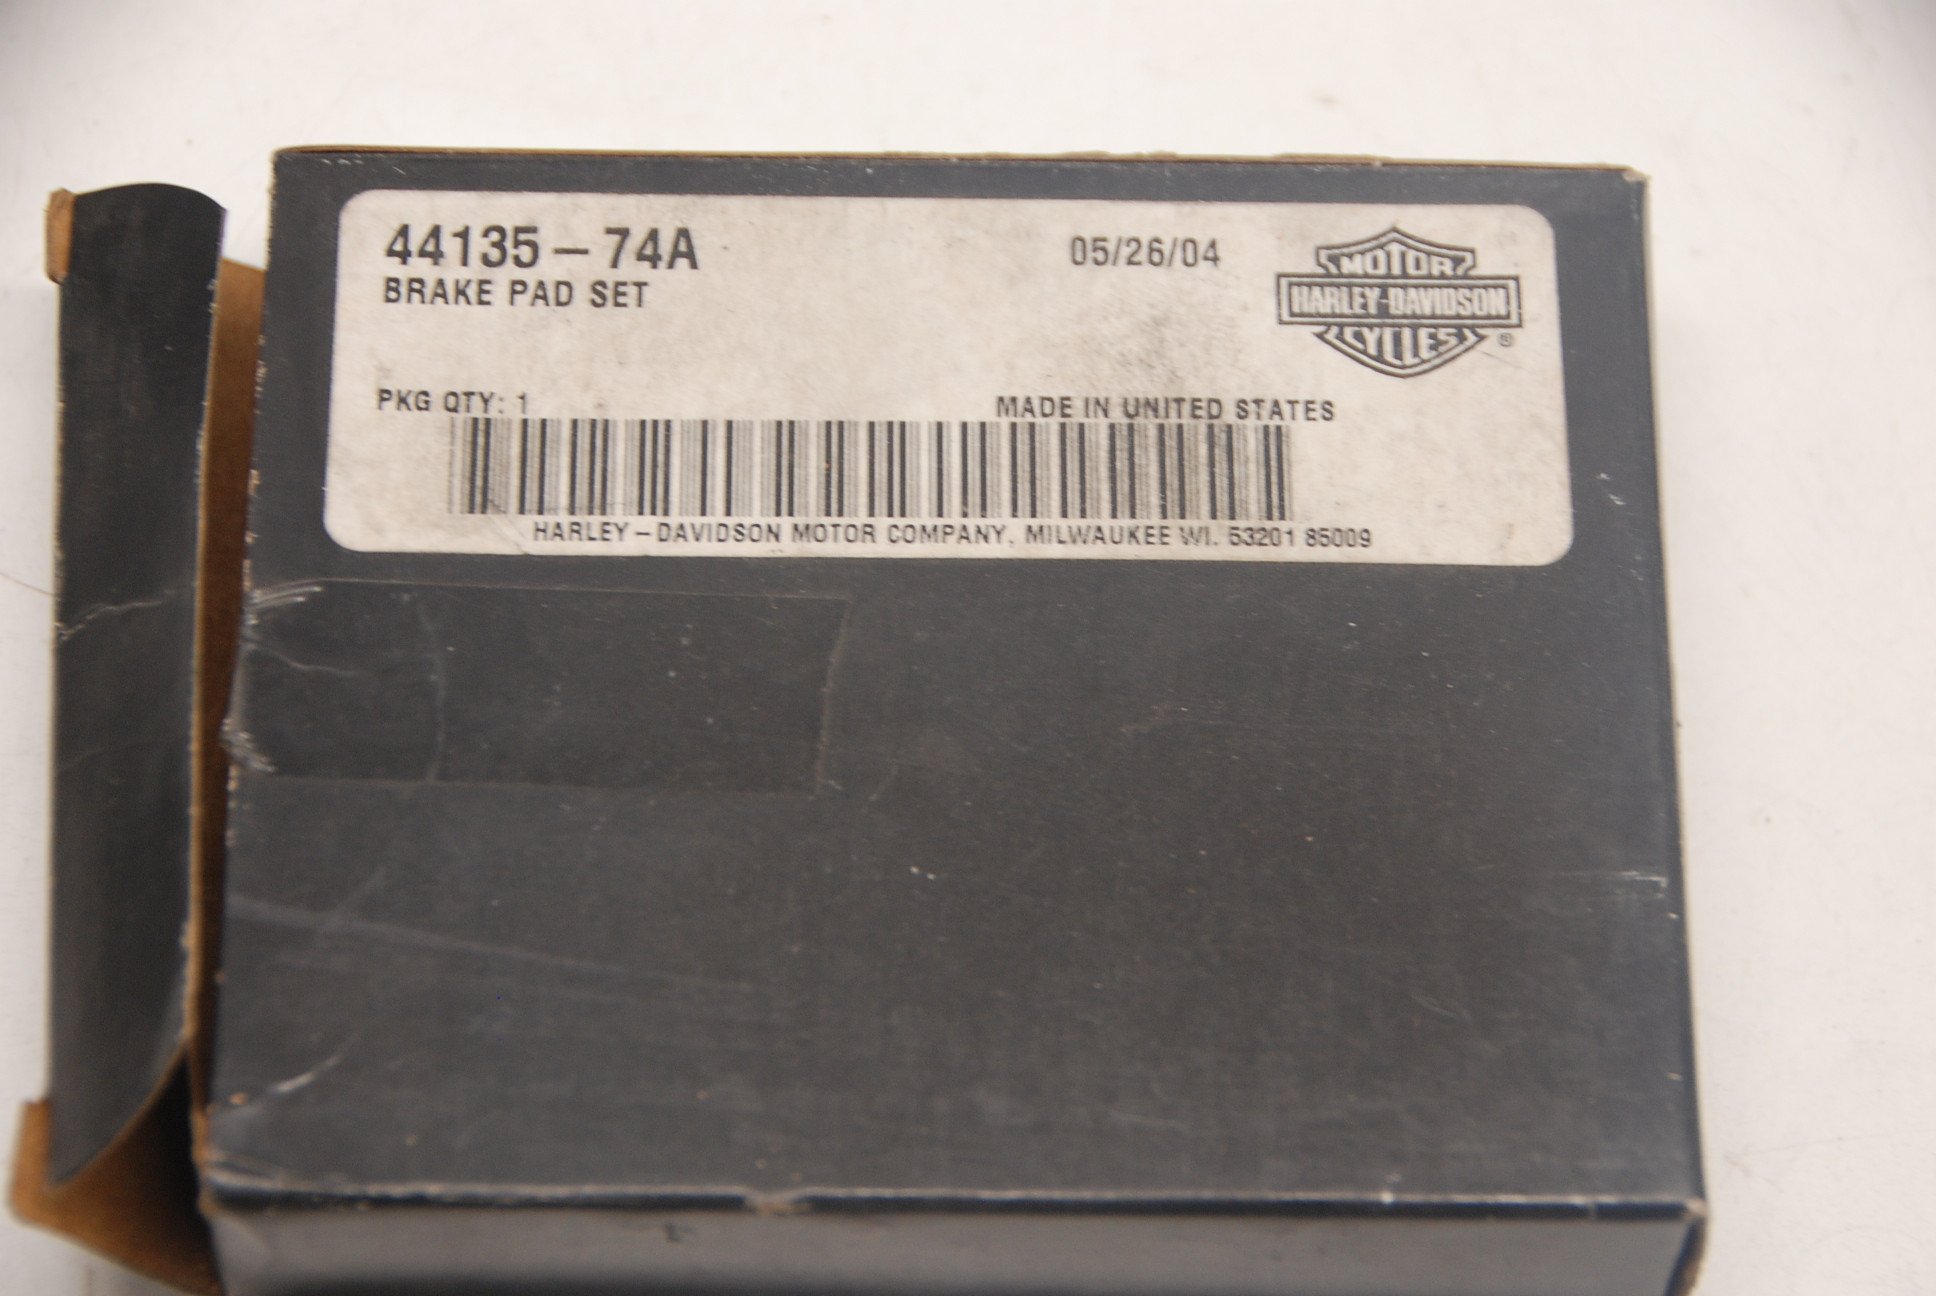 44135-74A
BRAKE PAD SET
05/26/04
MOTOR
HARLEY-DAVIDSON
CYCLES
®
PKG QTY: 1
MADE IN UNITED STATES
HARLEY-DAVIDSON MOTOR COMPANY, MILWAUKEE WI. 53201 85009